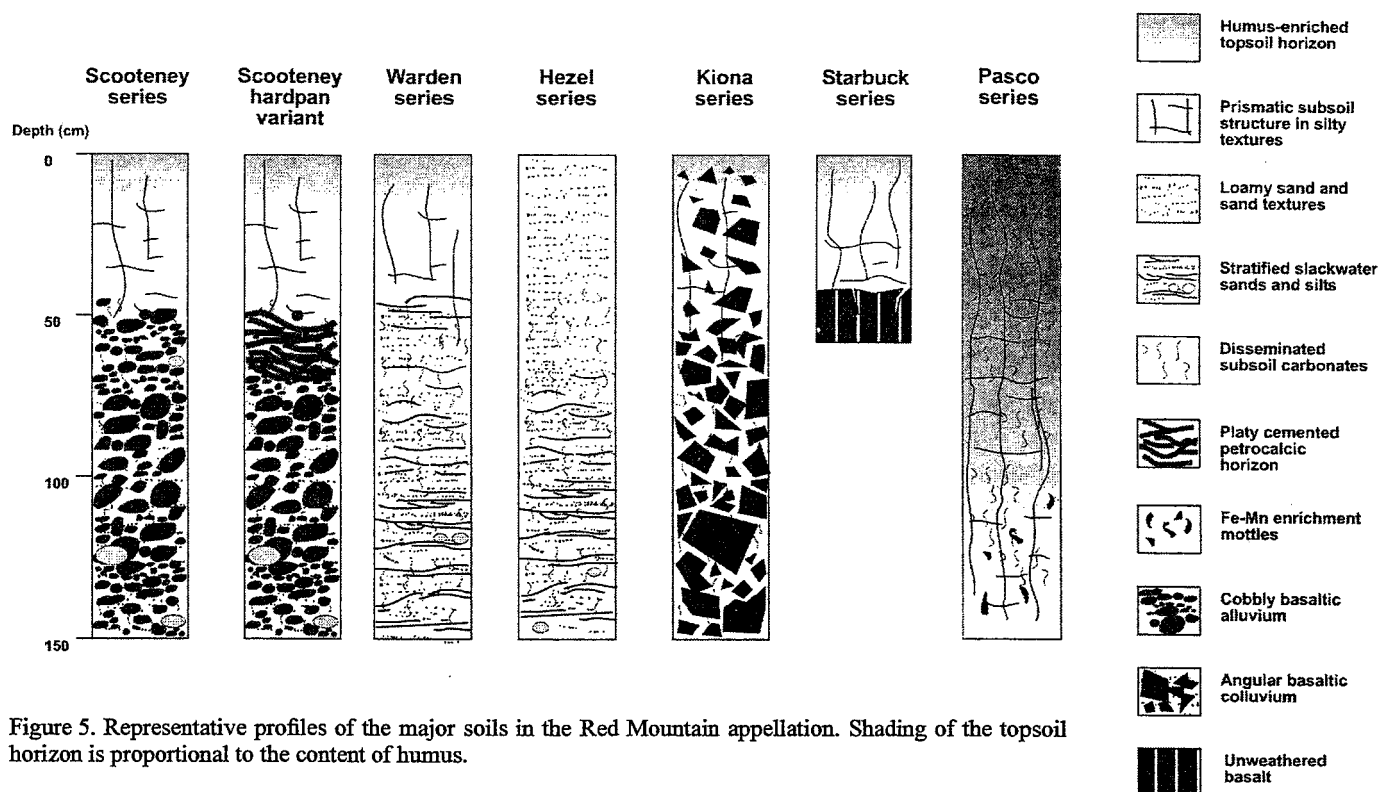 Scooteney
series
Scooteney
hardpan
variant
Warden
series
Hezel
series
Kiona
series
Starbuck
series
Pasco
series
Depth (cm)
0
50
100
150
Humus-enriched
topsoil horizon
Prismatic subsoil
structure in silty
textures
Loamy sand and
sand textures
Stratified slackwater
sands and silts
Disseminated
subsoil carbonates
Platy cemented
petrocalcic
horizon
Fe-Mn enrichment
mottles
Cobbly basaltic
alluvium
Angular basaltic
colluvium
Unweathered
basalt
Figure 5. Representative profiles of the major soils in the Red Mountain appellation. Shading of the topsoil
horizon is proportional to the content of humus.